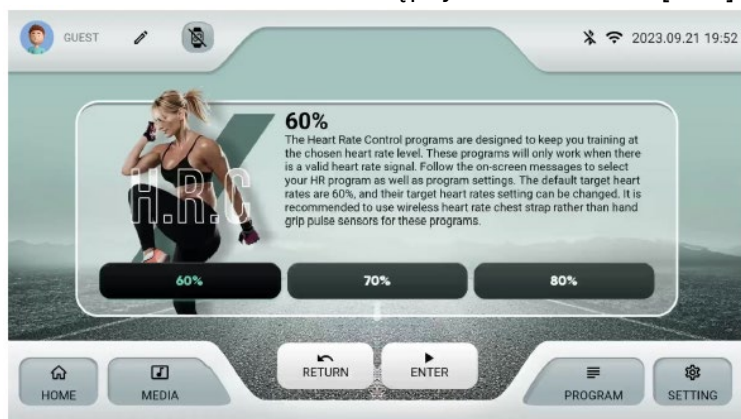 GUEST
2023.09.21 19:52
60%
The Heart Rate Control programs are designed to keep you training at
the chosen heart rate level. These programs will only work when there
is a valid heart rate signal. Follow the on-screen messages to select
your HR program as well as program settings. The default target heart
rates are 60%, and their target heart rates setting can be changed. It is
recommended to use wireless heart rate chest strap rather than hand
grip pulse sensors for these programs.
H.R.C
60%
70%
80%
HOME
MEDIA
RETURN
ENTER
PROGRAM
SETTING